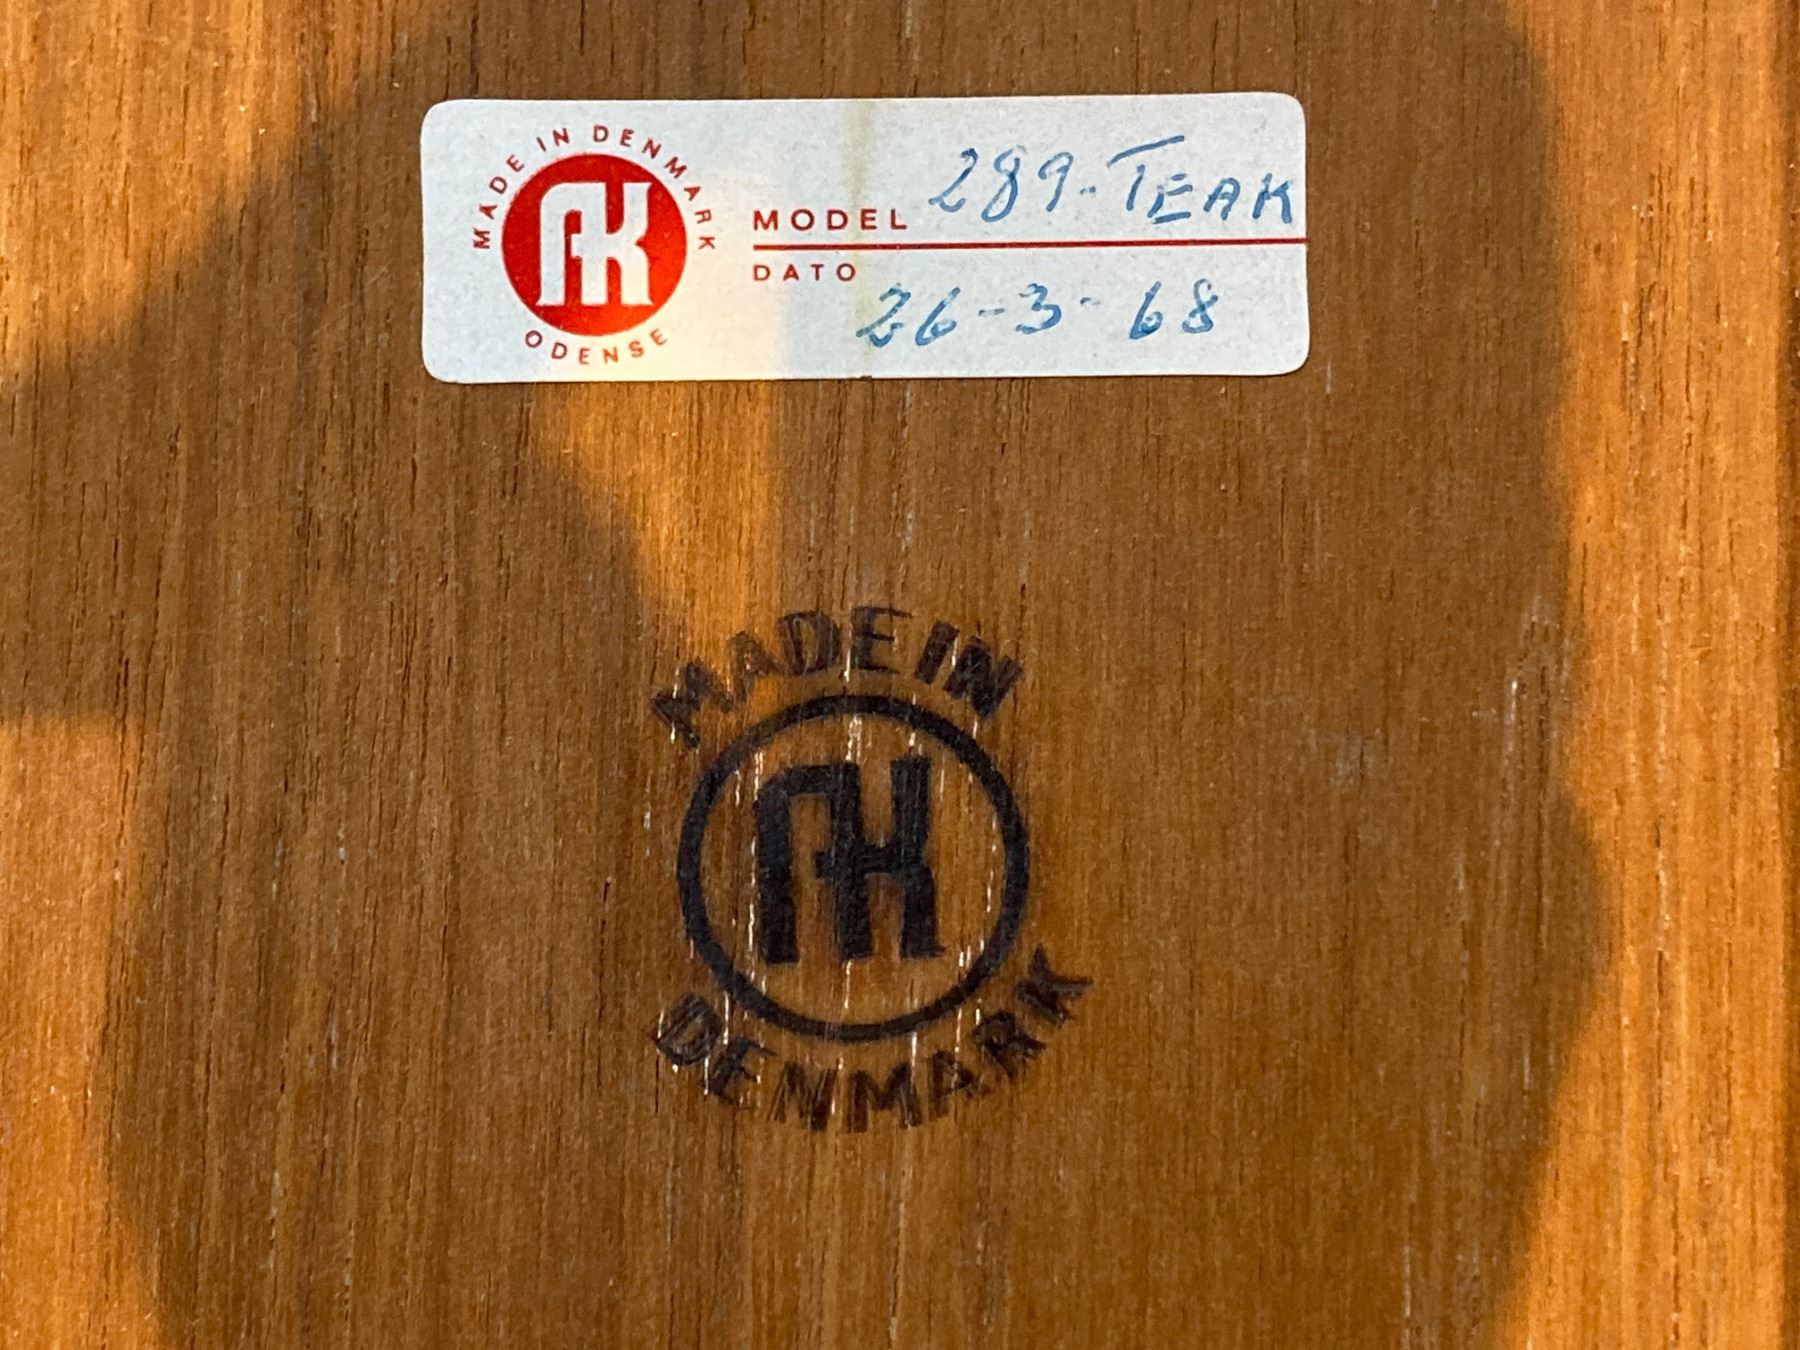 MADE IN DENMARK
AK
ODENSE
MODEL 289-TEAK
DATO 26-3-68
MADE IN
AK
DENMARK